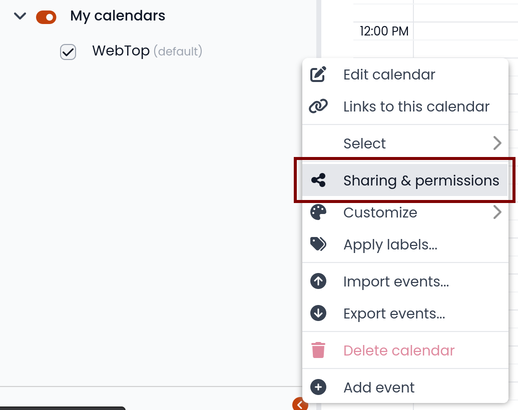 My calendars
12:00 PM
WebTop (default)
Edit calendar
Links to this calendar
Select
Sharing & permissions
Customize
Apply labels...
Import events...
Export events...
Delete calendar
Add event